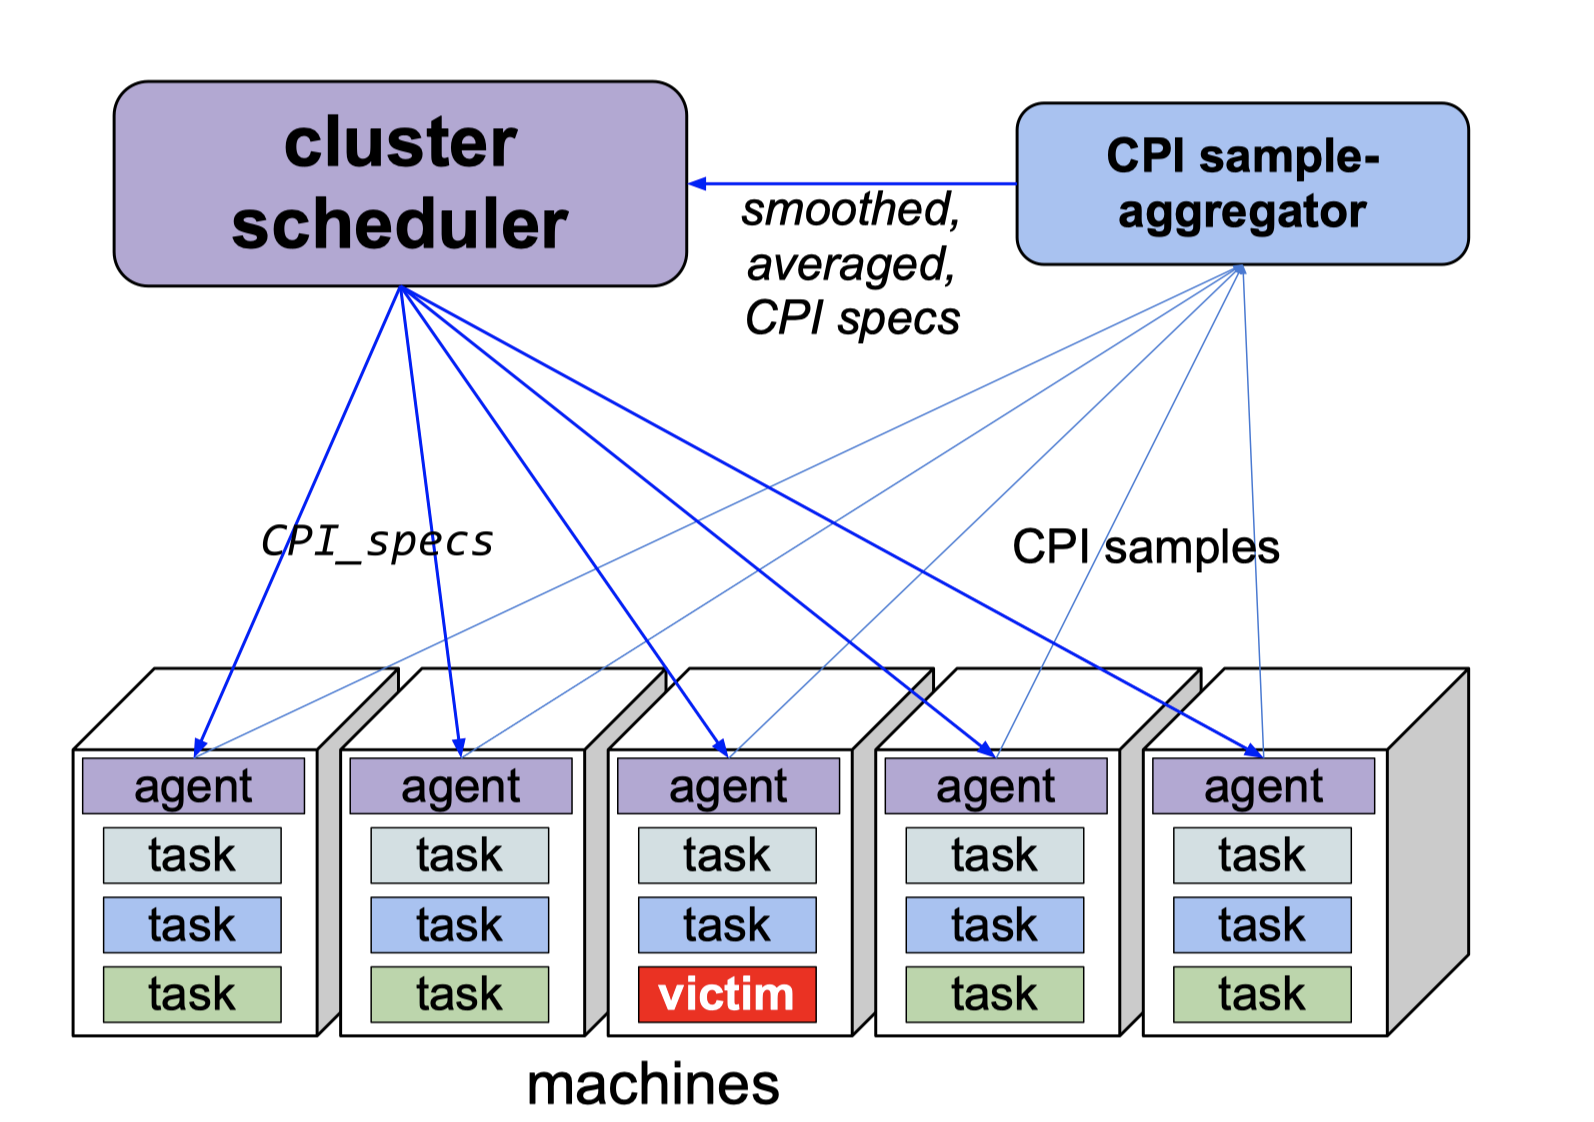 cluster
scheduler
CPI sample-
aggregator
smoothed,
averaged,
CPI specs
CPI_specs
CPI samples
agent
task
task
task
agent
task
task
task
agent
task
task
victim
agent
task
task
task
agent
task
task
task
machines